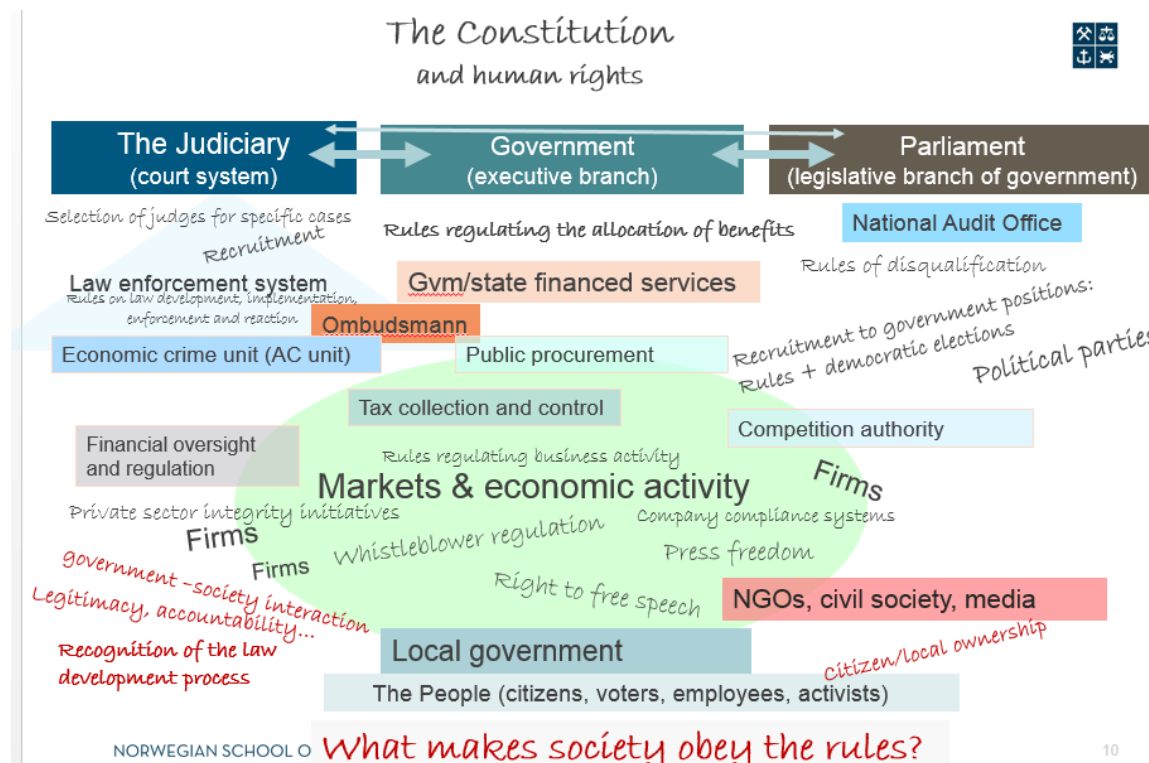 The Constitution
and human rights
The Judiciary
(court system)
Government
(executive branch)
Parliament
(legislative branch of government)
Selection of judges for specific cases
Recruitment
Rules regulating the allocation of benefits
National Audit Office
Rules of disqualification
Law enforcement system
Rules on law development, implementation,
enforcement and reaction
Gvm/state financed services
Ombudsmann
Economic crime unit (AC unit)
Public procurement
Recruitment to government positions:
Rules + democratic elections
Political parties
Tax collection and control
Competition authority
Financial oversight
and regulation
Rules regulating business activity
Markets & economic activity
Firms
Private sector integrity initiatives
Firms
Firms
Whistleblower regulation
Company compliance systems
Press freedom
Right to free speech
government –society interaction
Legitimacy, accountability...
Recognition of the law
development process
NGOs, civil society, media
Citizen/local ownership
Local government
The People (citizens, voters, employees, activists)
What makes society obey the rules?
NORWEGIAN SCHOOL O
10